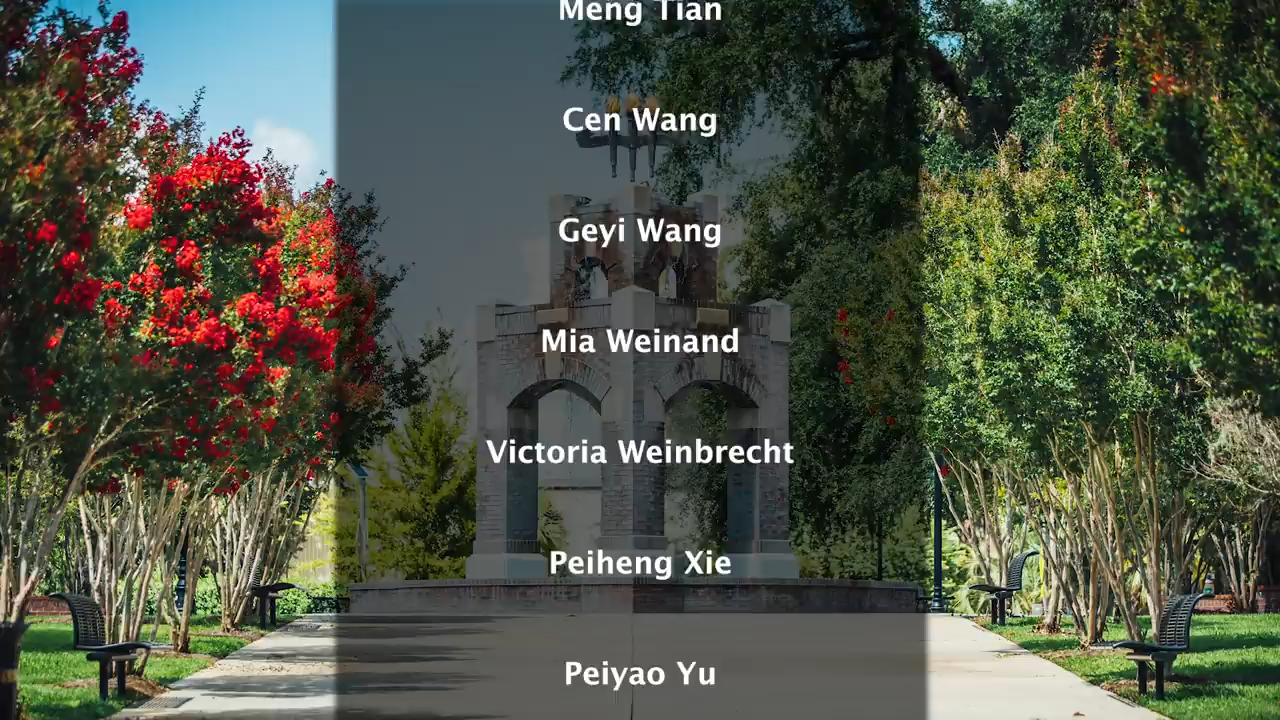 Meng Tian
Cen Wang
Geyi Wang
Mia Weinand
Victoria Weinbrecht
Peiheng Xie
Peiyao Yu